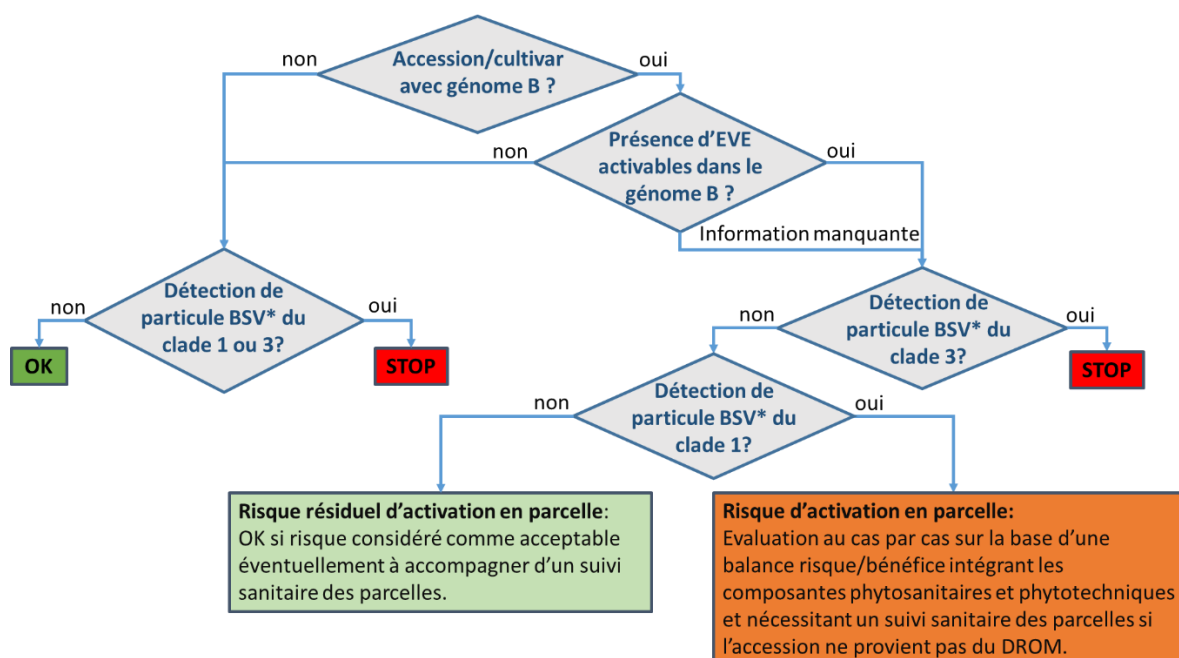 non
Accession/cultivar
avec génome B ?
oui
non
Présence d’EVE
activables dans le
génome B ?
oui
Information manquante
non
Détection de
particule BSV* du
clade 1 ou 3?
oui
OK
STOP
non
Détection de
particule BSV* du
clade 3?
oui
STOP
non
Détection de
particule BSV* du
clade 1?
oui
Risque résiduel d’activation en parcelle:
OK si risque considéré comme acceptable
éventuellement à accompagner d’un suivi
sanitaire des parcelles.
Risque d’activation en parcelle:
Evaluation au cas par cas sur la base d’une
balance risque/bénéfice intégrant les
composantes phytosanitaires et phytotechniques
et nécessitant un suivi sanitaire des parcelles si
l’accession ne provient pas du DROM.